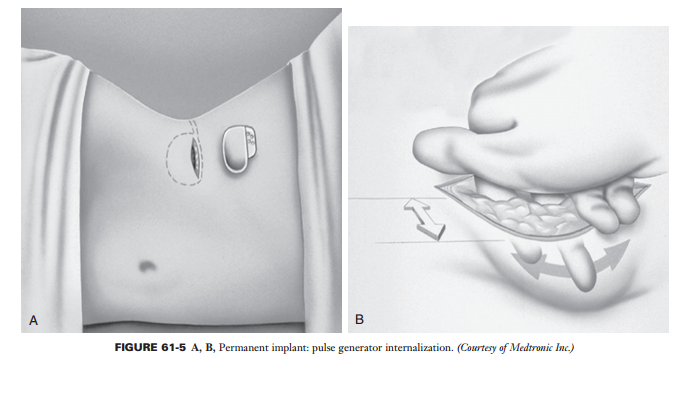 A
B
FIGURE 61-5 A, B, Permanent implant: pulse generator internalization. (Courtesy of Medtronic Inc.)